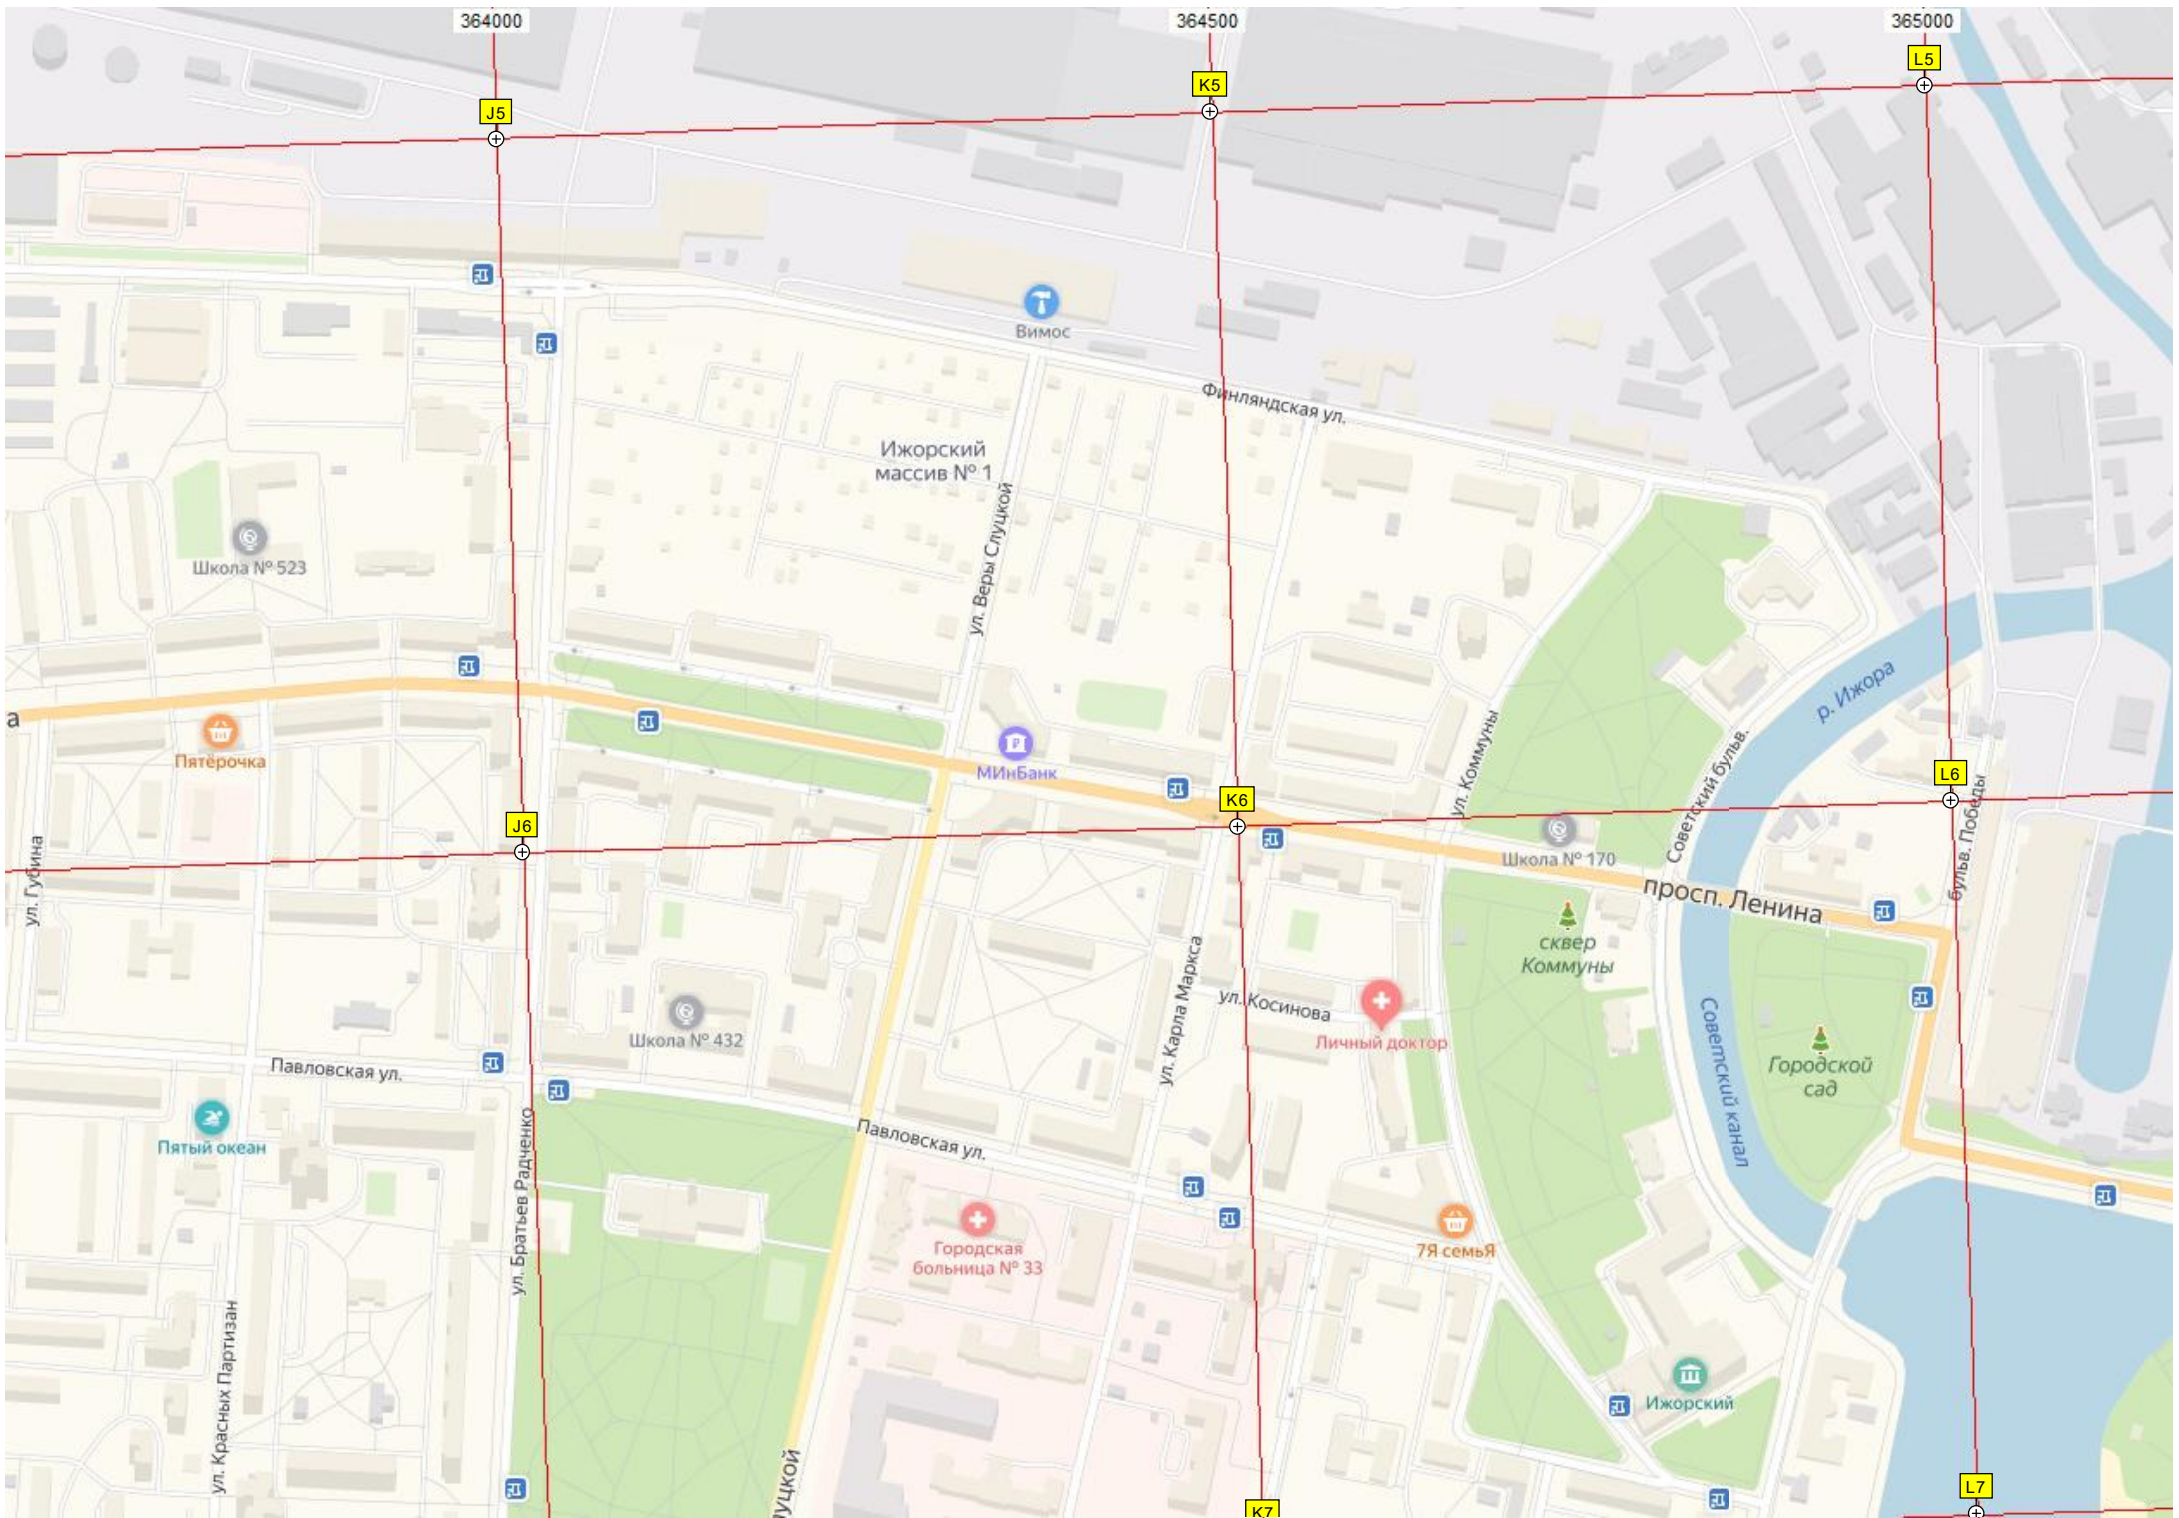 364000
364500
365000
L5
K5
J5
Вимос
Финляндская ул.
Ижорский
массив № 1
ул. Веры Слуцкой
Школа № 523
р. Ижора
а
Пятёрочка
МИнБанк
ул. Коммуны
Советский бульв.
L6
K6
J6
бульв. Победы
ул. Губина
Школа № 170
просп. Ленина
сквер
Коммуны
ул. Карла Маркса
ул. Косинова
Личный доктор
Школа № 432
Советский канал
Городской
сад
Павловская ул.
Пятый океан
ул. Братьев Радченко
Павловская ул.
Городская
больница № 33
7Я семьЯ
ул. Красных Партизан
Ижорский
луцкой
L7
K7